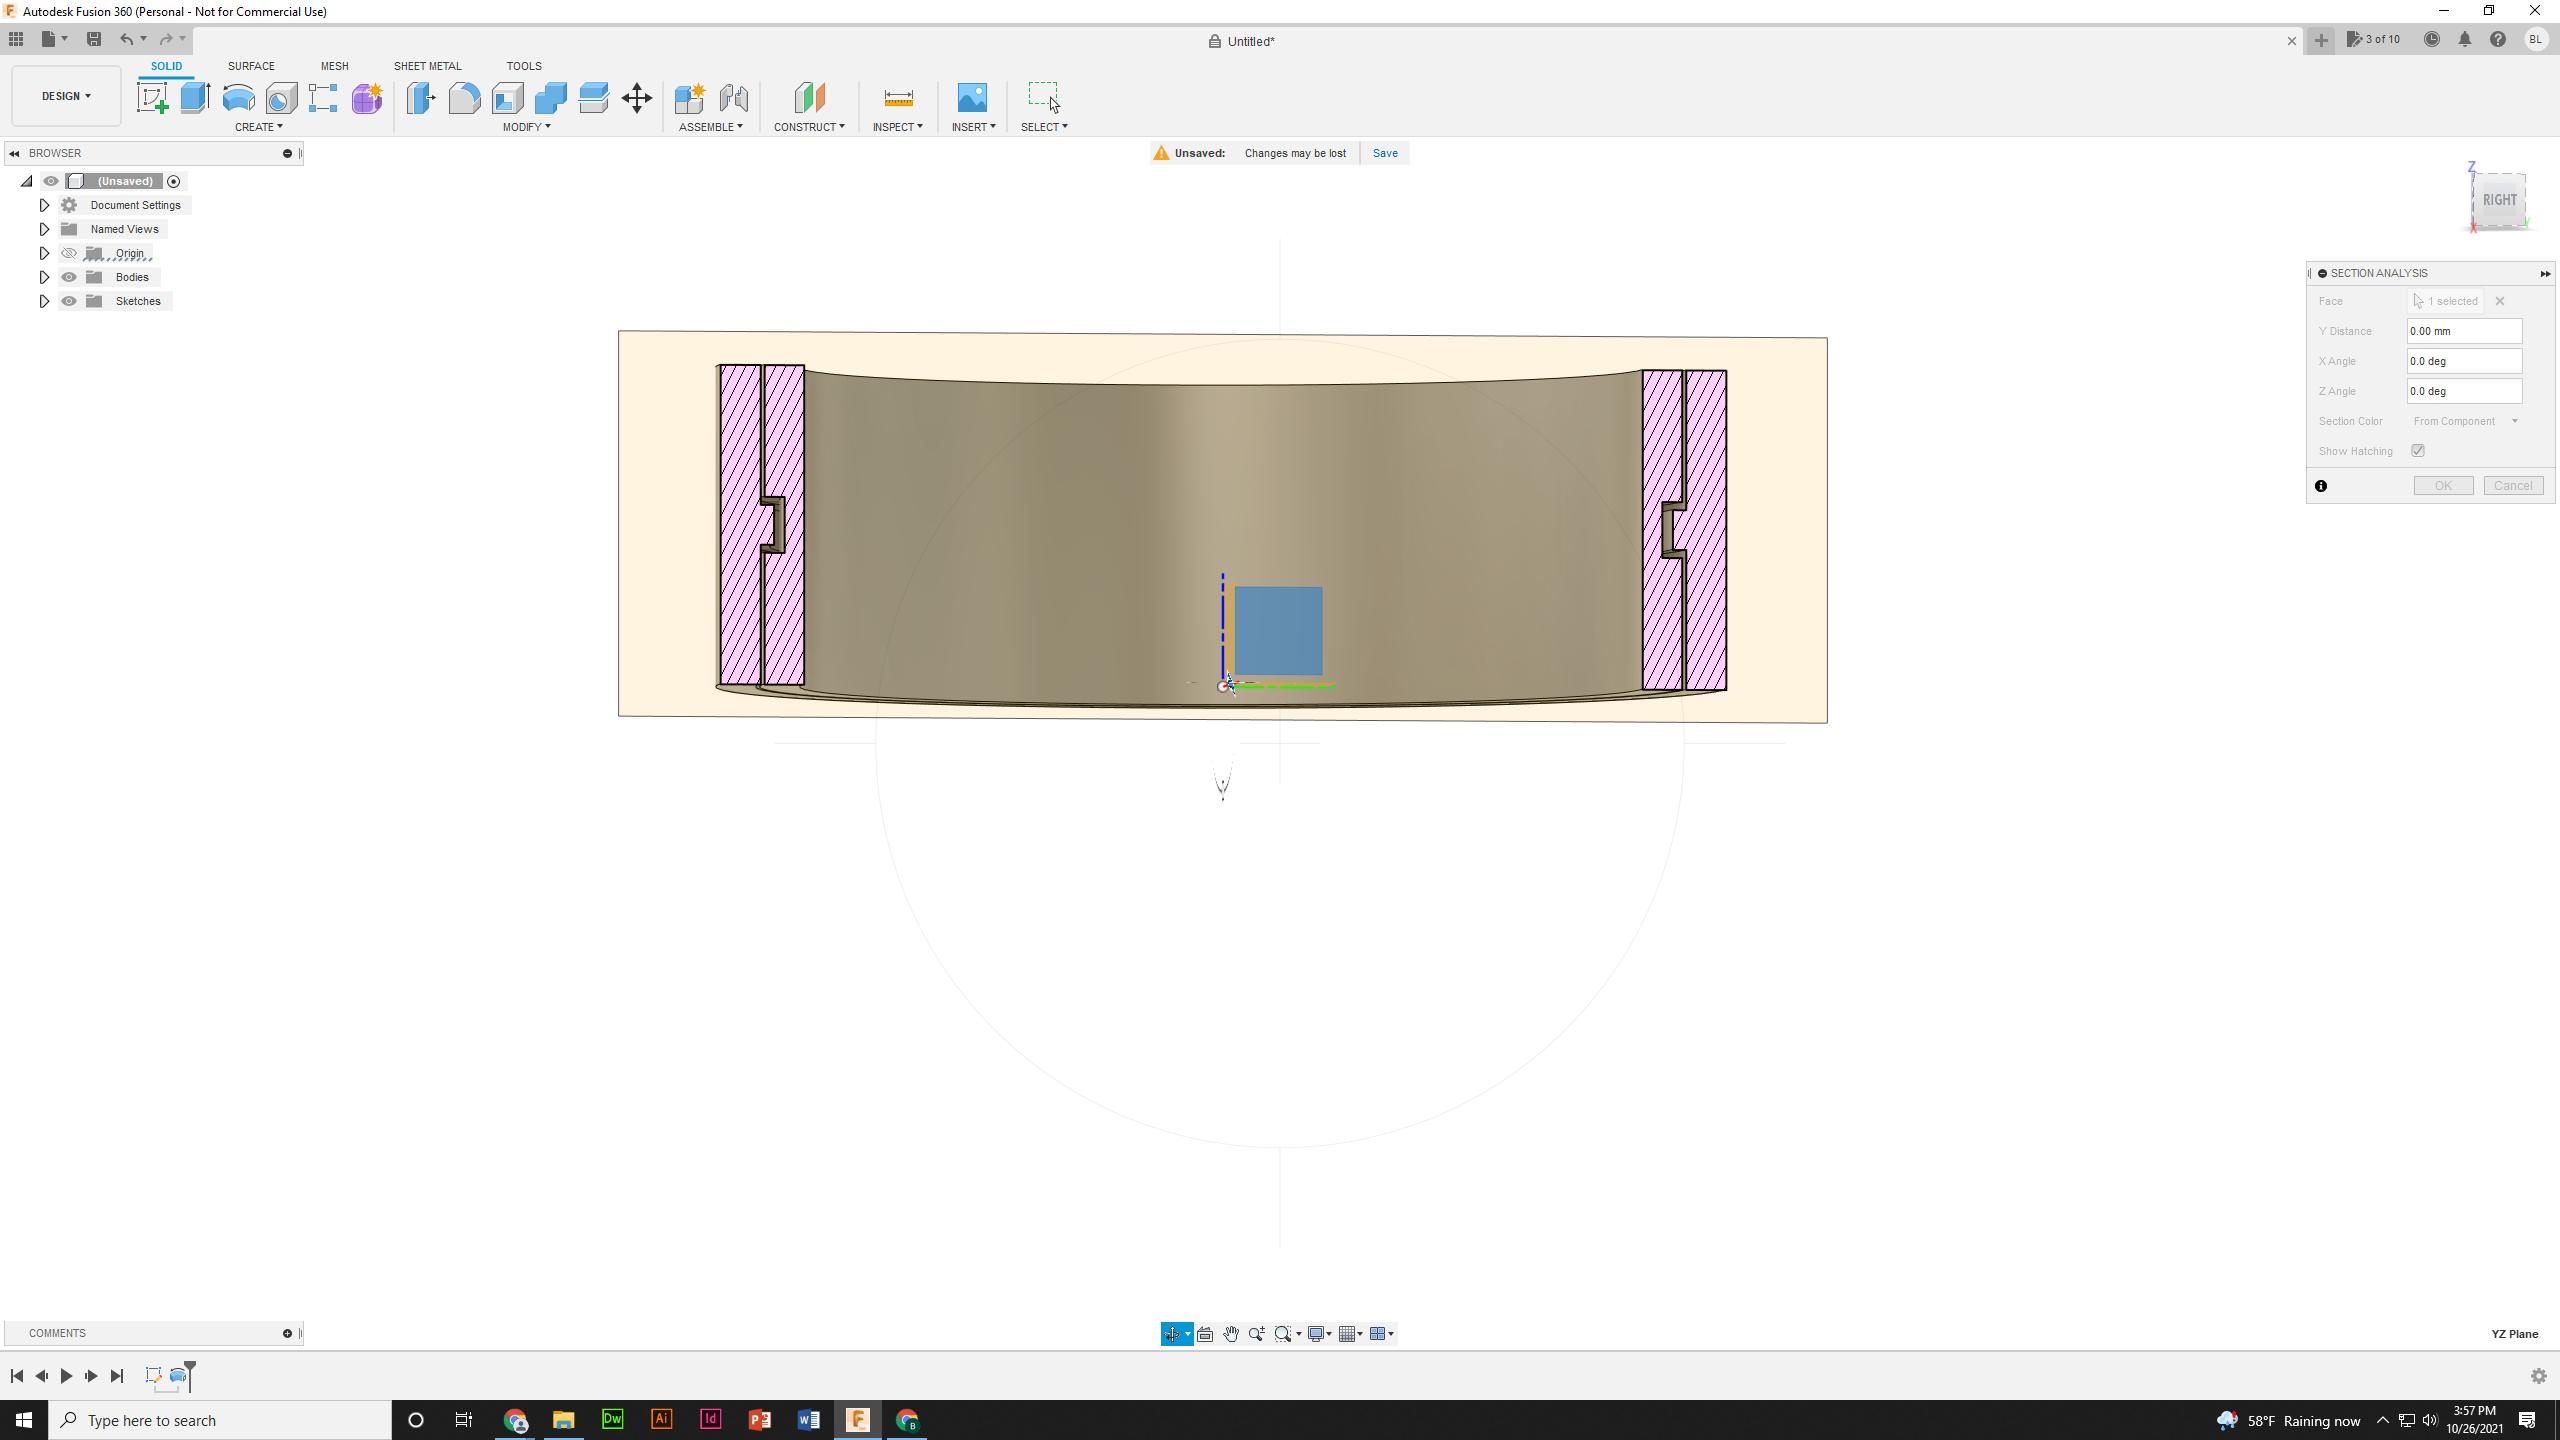 Autodesk Fusion 360 (Personal - Not for Commercial Use)
Untitled*
3 of 10
BL
SOLID SURFACE MESH SHEET METAL TOOLS
DESIGN
CREATE MODIFY ASSEMBLE CONSTRUCT INSPECT INSERT SELECT
BROWSER
Unsaved: Changes may be lost Save
(Unsaved)
Document Settings
Named Views
Origin
Bodies
Sketches
Z
RIGHT
X
Y
SECTION ANALYSIS
Face 1 selected
Y Distance 0.00 mm
X Angle 0.0 deg
Z Angle 0.0 deg
Section Color From Component
Show Hatching
OK Cancel
COMMENTS
YZ Plane
Type here to search
Dw
Ai
Id
P
W
F
B
58°F Raining now
3:57 PM
10/26/2021